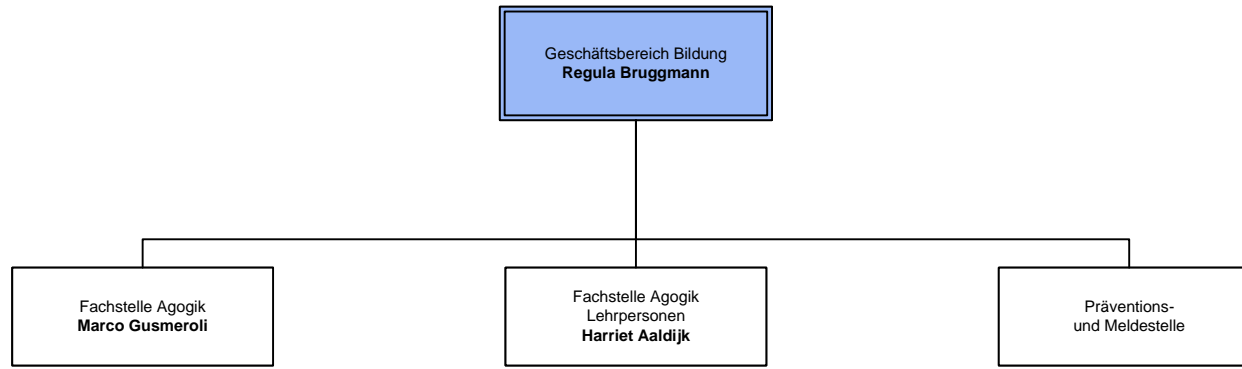 Geschäftsbereich Bildung
Regula Bruggmann
Fachstelle Agogik
Marco Gusmeroli
Fachstelle Agogik
Lehrpersonen
Harriet Aaldijk
Präventions-
und Meldestelle